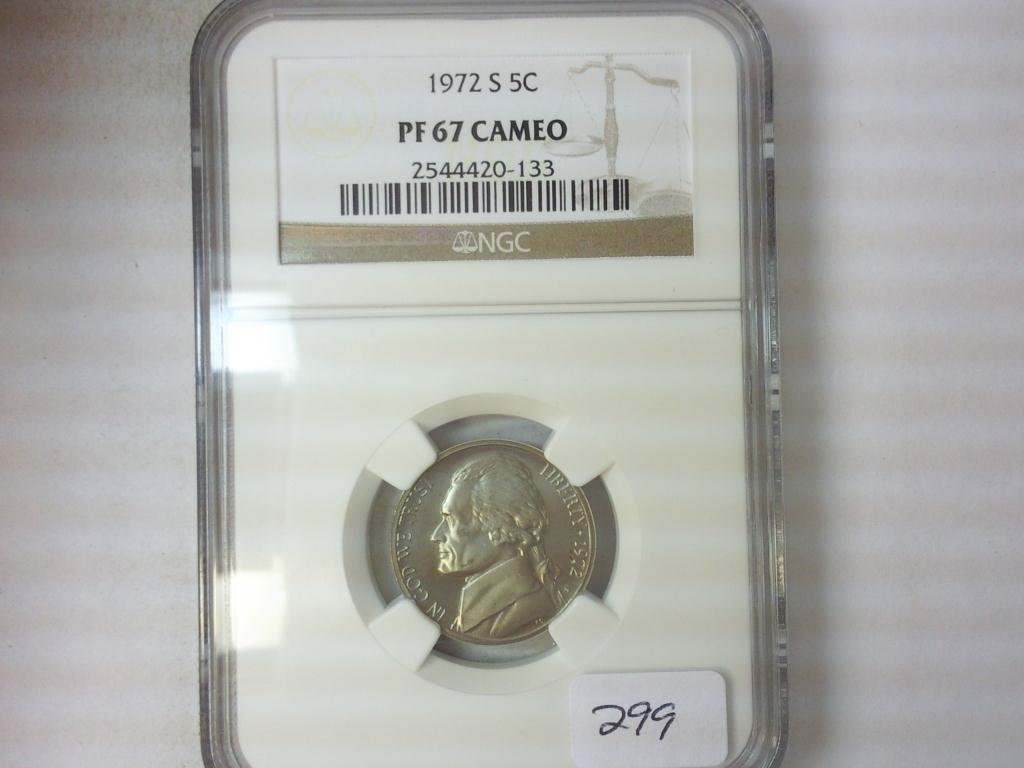 1972 S 5C
PF 67 CAMEO
2544420-133
NGC
IN GOD WE TRUST
LIBERTY · 1972
299